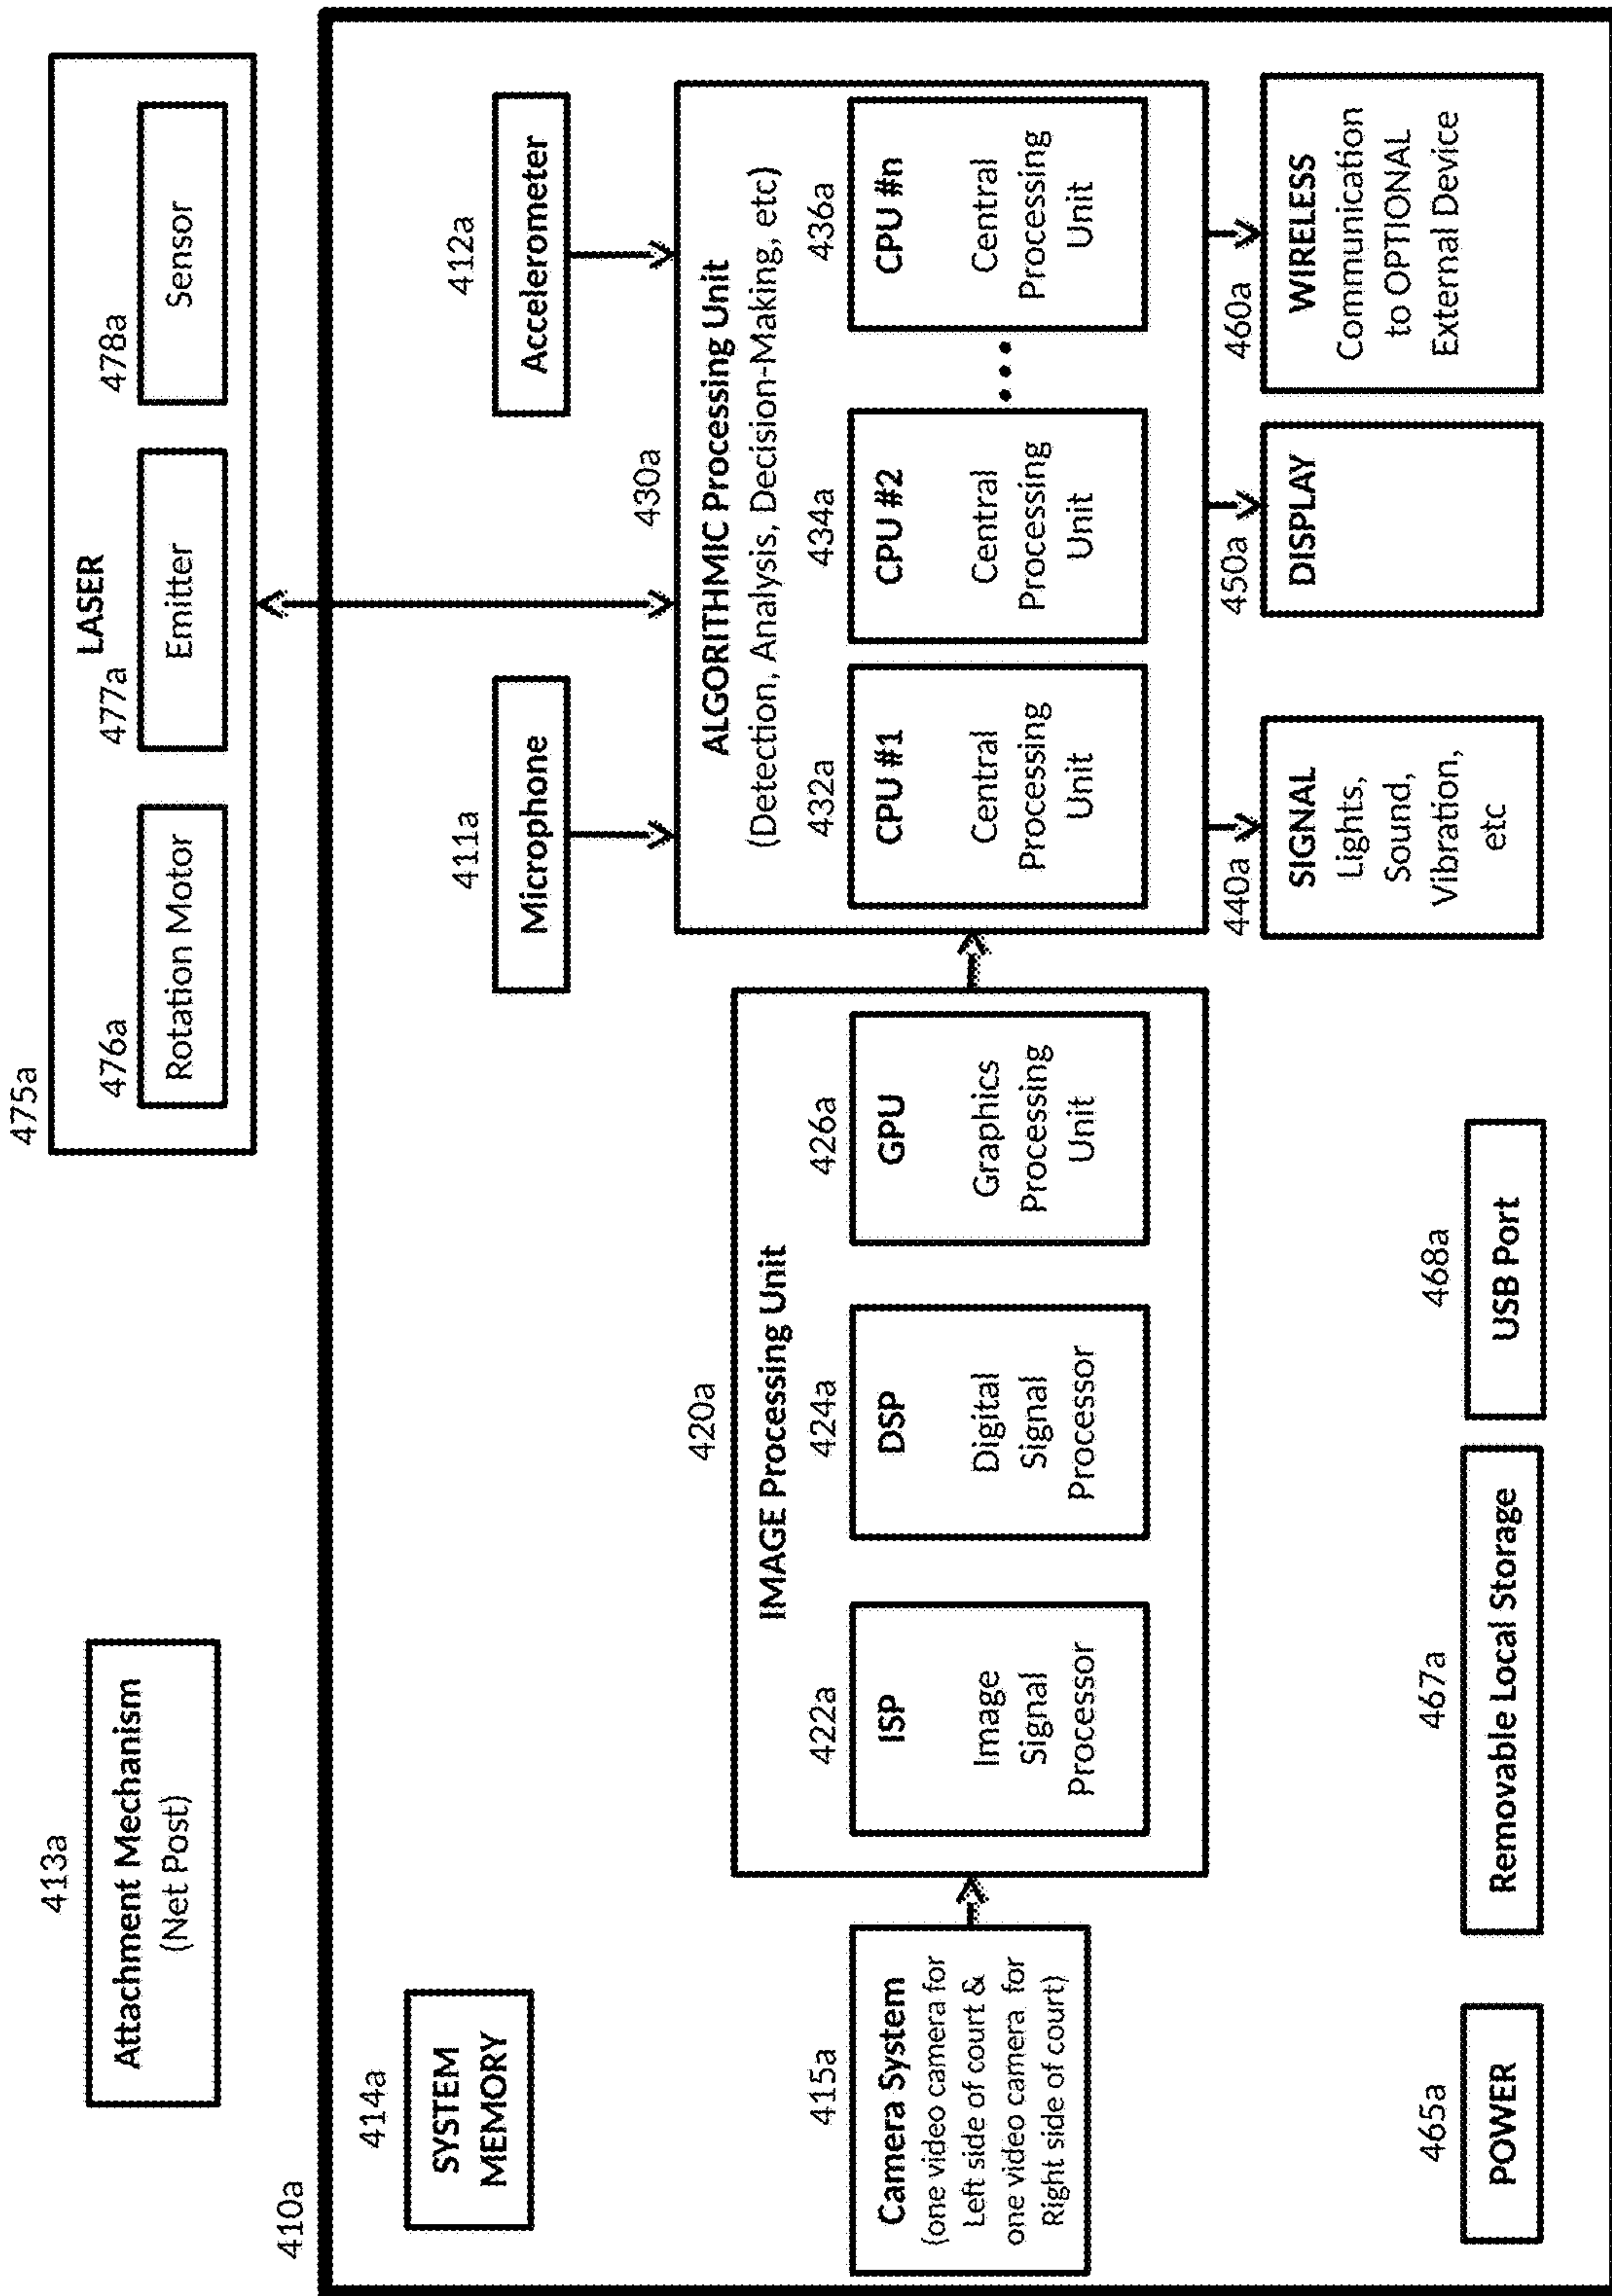 413a
Attachment Mechanism
(Net Post)
475a
LASER
476a
Rotation Motor
477a
Emitter
478a
Sensor
410a
414a
SYSTEM
MEMORY
411a
Microphone
412a
Accelerometer
415a
Camera System
(one video camera for
Left side of court &
one video camera for
Right side of court)
420a
IMAGE Processing Unit
422a
ISP
Image
Signal
Processor
424a
DSP
Digital
Signal
Processor
426a
GPU
Graphics
Processing
Unit
430a
ALGORITHMIC Processing Unit
(Detection, Analysis, Decision-Making, etc)
432a
CPU #1
Central
Processing
Unit
434a
CPU #2
Central
Processing
Unit
436a
CPU #n
Central
Processing
Unit
440a
SIGNAL
Lights,
Sound,
Vibration,
etc
450a
DISPLAY
460a
WIRELESS
Communication
to OPTIONAL
External Device
465a
POWER
467a
Removable Local Storage
468a
USB Port